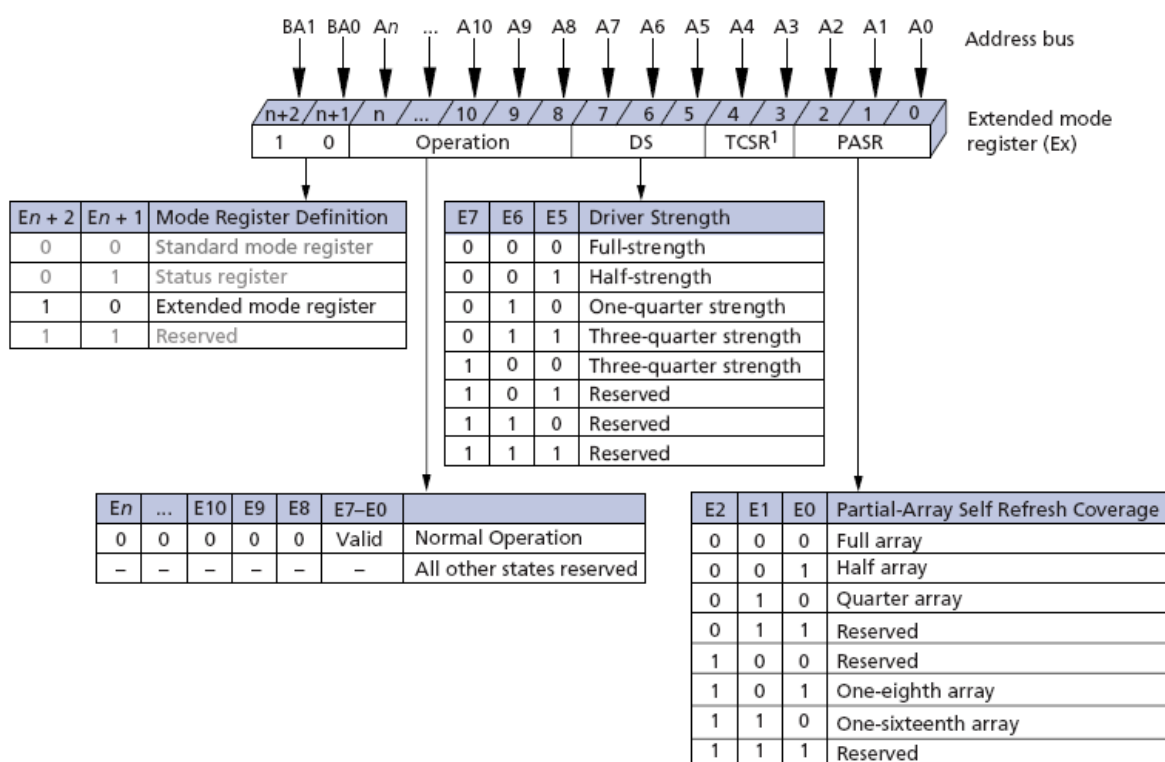 BA1 BA0 An ... A10 A9 A8 A7 A6 A5 A4 A3 A2 A1 A0 Address bus
n+2 n+1 n ... 10 9 8 7 6 5 4 3 2 1 0 Extended mode
register (Ex)
1 0 Operation DS TCSR1 PASR
En + 2 En + 1 Mode Register Definition
0 0 Standard mode register
0 1 Status register
1 0 Extended mode register
1 1 Reserved
E7 E6 E5 Driver Strength
0 0 0 Full-strength
0 0 1 Half-strength
0 1 0 One-quarter strength
0 1 1 Three-quarter strength
1 0 0 Three-quarter strength
1 0 1 Reserved
1 1 0 Reserved
1 1 1 Reserved
En ... E10 E9 E8 E7–E0
0 0 0 0 0 Valid Normal Operation
– – – – – – All other states reserved
E2 E1 E0 Partial-Array Self Refresh Coverage
0 0 0 Full array
0 0 1 Half array
0 1 0 Quarter array
0 1 1 Reserved
1 0 0 Reserved
1 0 1 One-eighth array
1 1 0 One-sixteenth array
1 1 1 Reserved